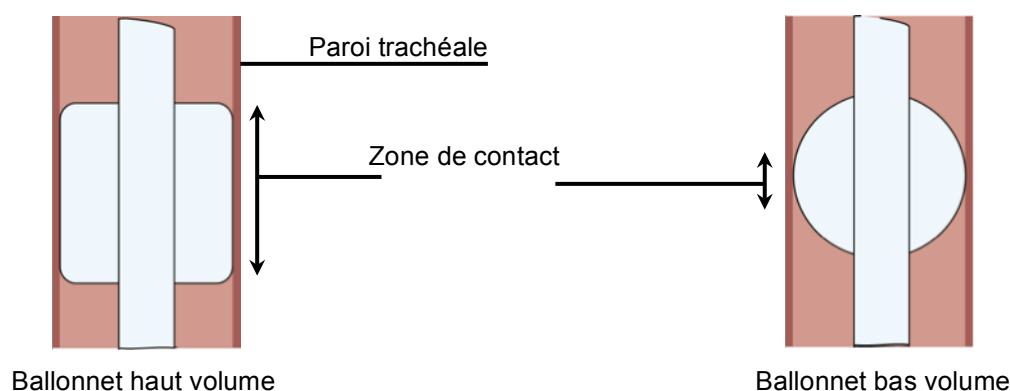 Paroi trachéale
Zone de contact
Ballonnet haut volume
Ballonnet bas volume